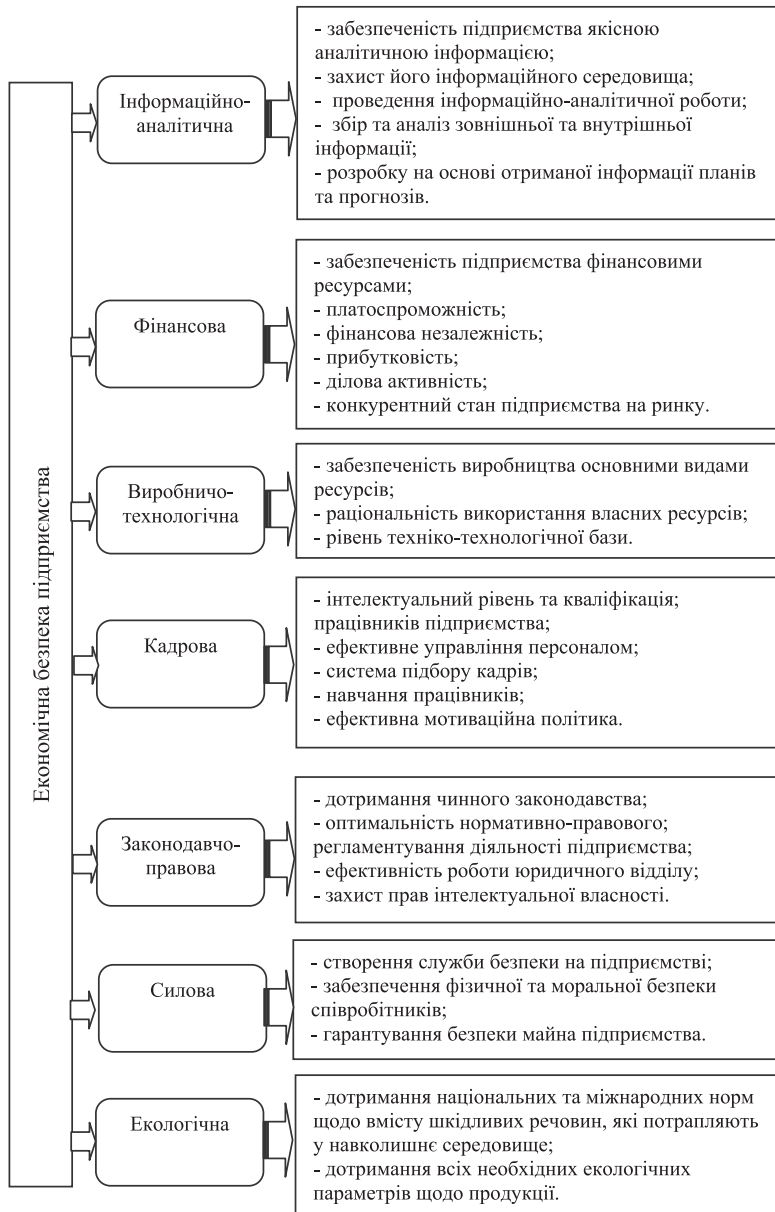 Економічна безпека підприємства
Інформаційно-
аналітична
- забезпеченість підприємства якісною
аналітичною інформацією;
- захист його інформаційного середовища;
- проведення інформаційно-аналітичної роботи;
- збір та аналіз зовнішньої та внутрішньої
інформації;
- розробку на основі отриманої інформації планів
та прогнозів.
Фінансова
- забезпеченість підприємства фінансовими
ресурсами;
- платоспроможність;
- фінансова незалежність;
- прибутковість;
- ділова активність;
- конкурентний стан підприємства на ринку.
Виробничо-
технологічна
- забезпеченість виробництва основними видами
ресурсів;
- раціональність використання власних ресурсів;
- рівень техніко-технологічної бази.
Кадрова
- інтелектуальний рівень та кваліфікація;
працівників підприємства;
- ефективне управління персоналом;
- система підбору кадрів;
- навчання працівників;
- ефективна мотиваційна політика.
Законодавчо-
правова
- дотримання чинного законодавства;
- оптимальність нормативно-правового;
регламентування діяльності підприємства;
- ефективність роботи юридичного відділу;
- захист прав інтелектуальної власності.
Силова
- створення служби безпеки на підприємстві;
- забезпечення фізичної та моральної безпеки
співробітників;
- гарантування безпеки майна підприємства.
Екологічна
- дотримання національних та міжнародних норм
щодо вмісту шкідливих речовин, які потрапляють
у навколишнє середовище;
- дотримання всіх необхідних екологічних
параметрів щодо продукції.